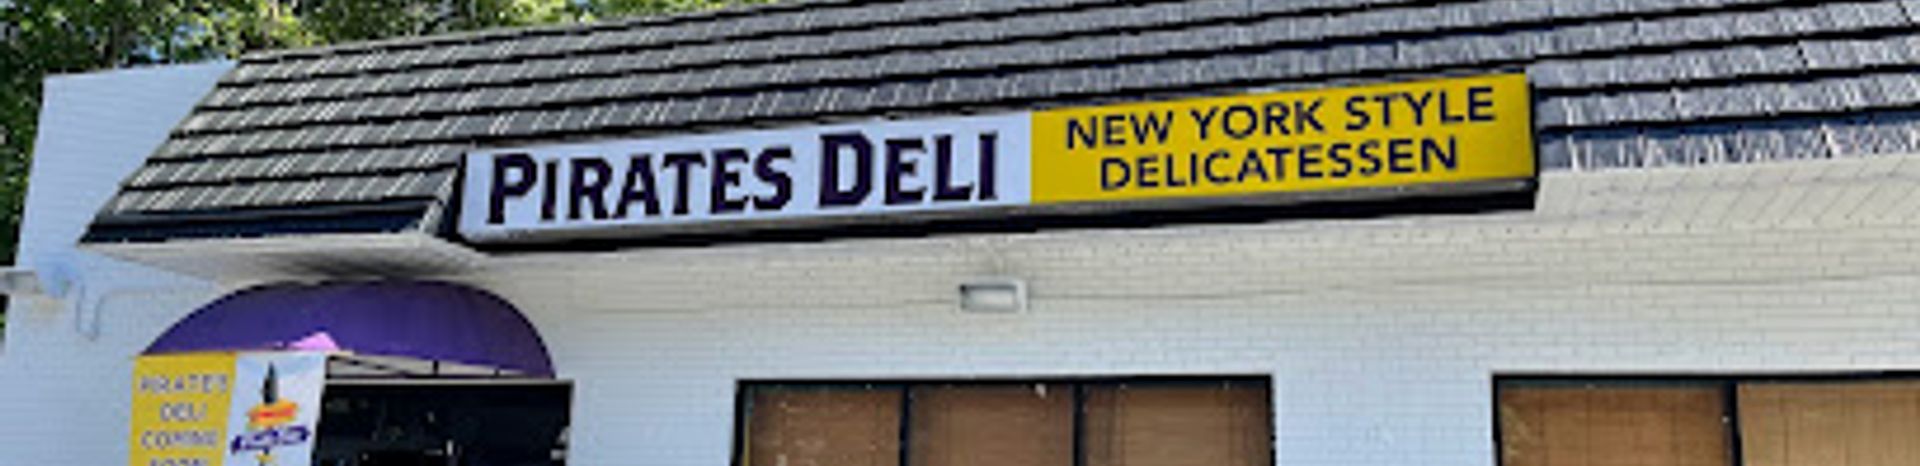 PIRATES DELI
NEW YORK STYLE
DELICATESSEN
PIRATES
DELI
COMING